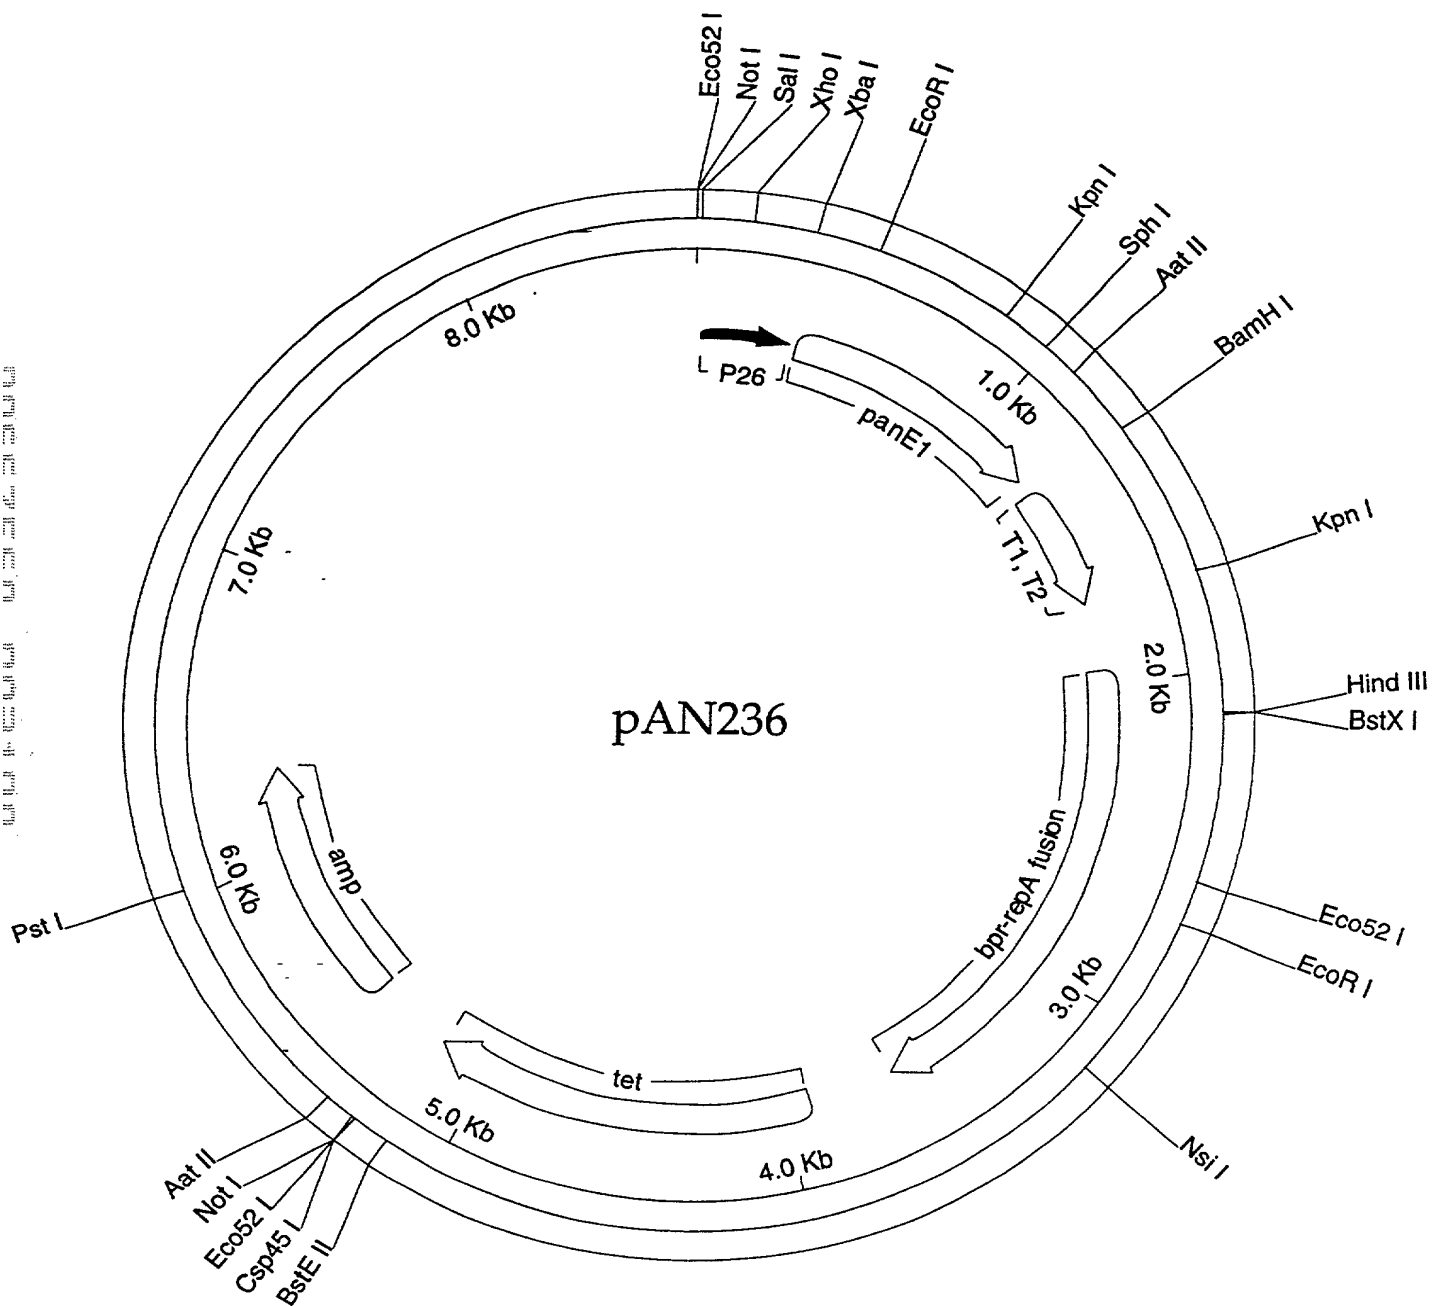 Eco52 I
Not I
Sal I
Xho I
Xba I
EcoR I
Kpn I
Sph I
Aat II
BamH I
Kpn I
Hind III
BstX I
Eco52 I
EcoR I
Nsi I
BstE II
Csp45 I
Eco52 I
Not I
Aat II
Pst I
8.0 Kb
1.0 Kb
2.0 Kb
3.0 Kb
4.0 Kb
5.0 Kb
6.0 Kb
7.0 Kb
P26
panE1
T1, T2
bpr-repA fusion
tet
amp
pAN236